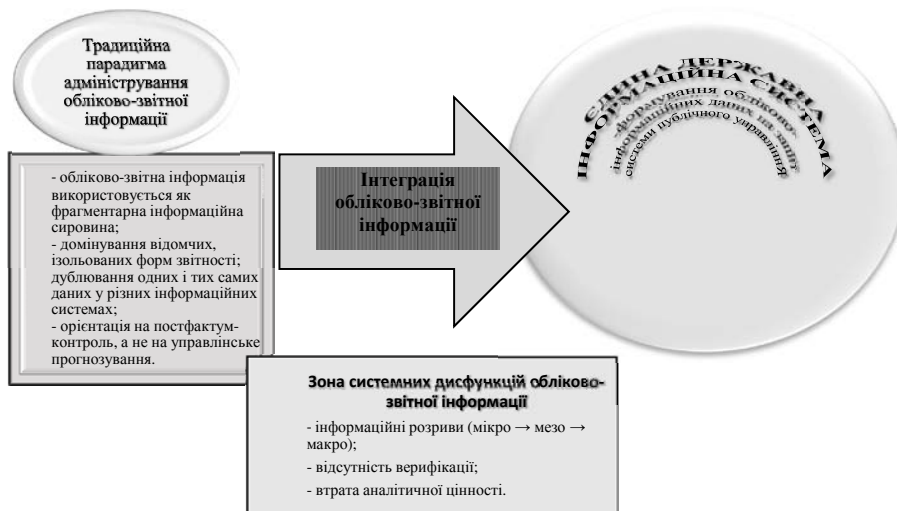 Традиційна
парадигма
адміністрування
обліково-звітної
інформації
- обліково-звітна інформація
використовується як
фрагментарна інформаційна
сировина;
- домінування відомчих,
ізольованих форм звітності;
дублювання одних і тих самих
даних у різних інформаційних
системах;
- орієнтація на постфактум-
контроль, а не на управлінське
прогнозування.
Інтеграція
обліково-звітної
інформації
ЄДИНА ДЕРЖАВНА
ІНФОРМАЦІЙНА СИСТЕМА
-формування обліково-
інформаційних даних на запит
системи публічного управління
Зона системних дисфункцій обліково-
звітної інформації
- інформаційні розриви (мікро → мезо →
макро);
- відсутність верифікації;
- втрата аналітичної цінності.